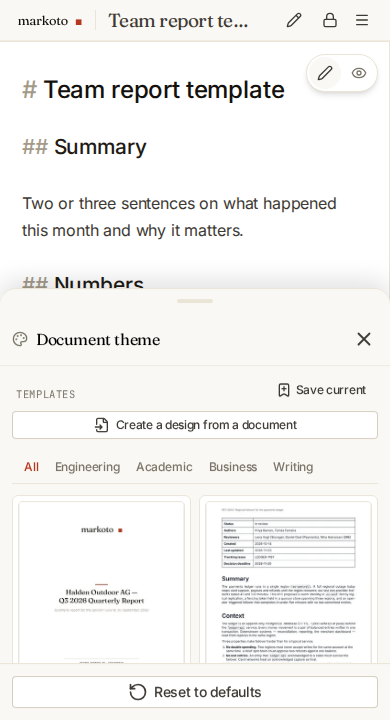 markoto
Team report te...
# Team report template
## Summary
Two or three sentences on what happened
this month and why it matters.
## Numbers
Document theme
TEMPLATES
Save current
Create a design from a document
All Engineering Academic Business Writing
markoto
Halden Outdoor AG —
Q3 2026 Quarterly Report
Summary
Context
Reset to defaults